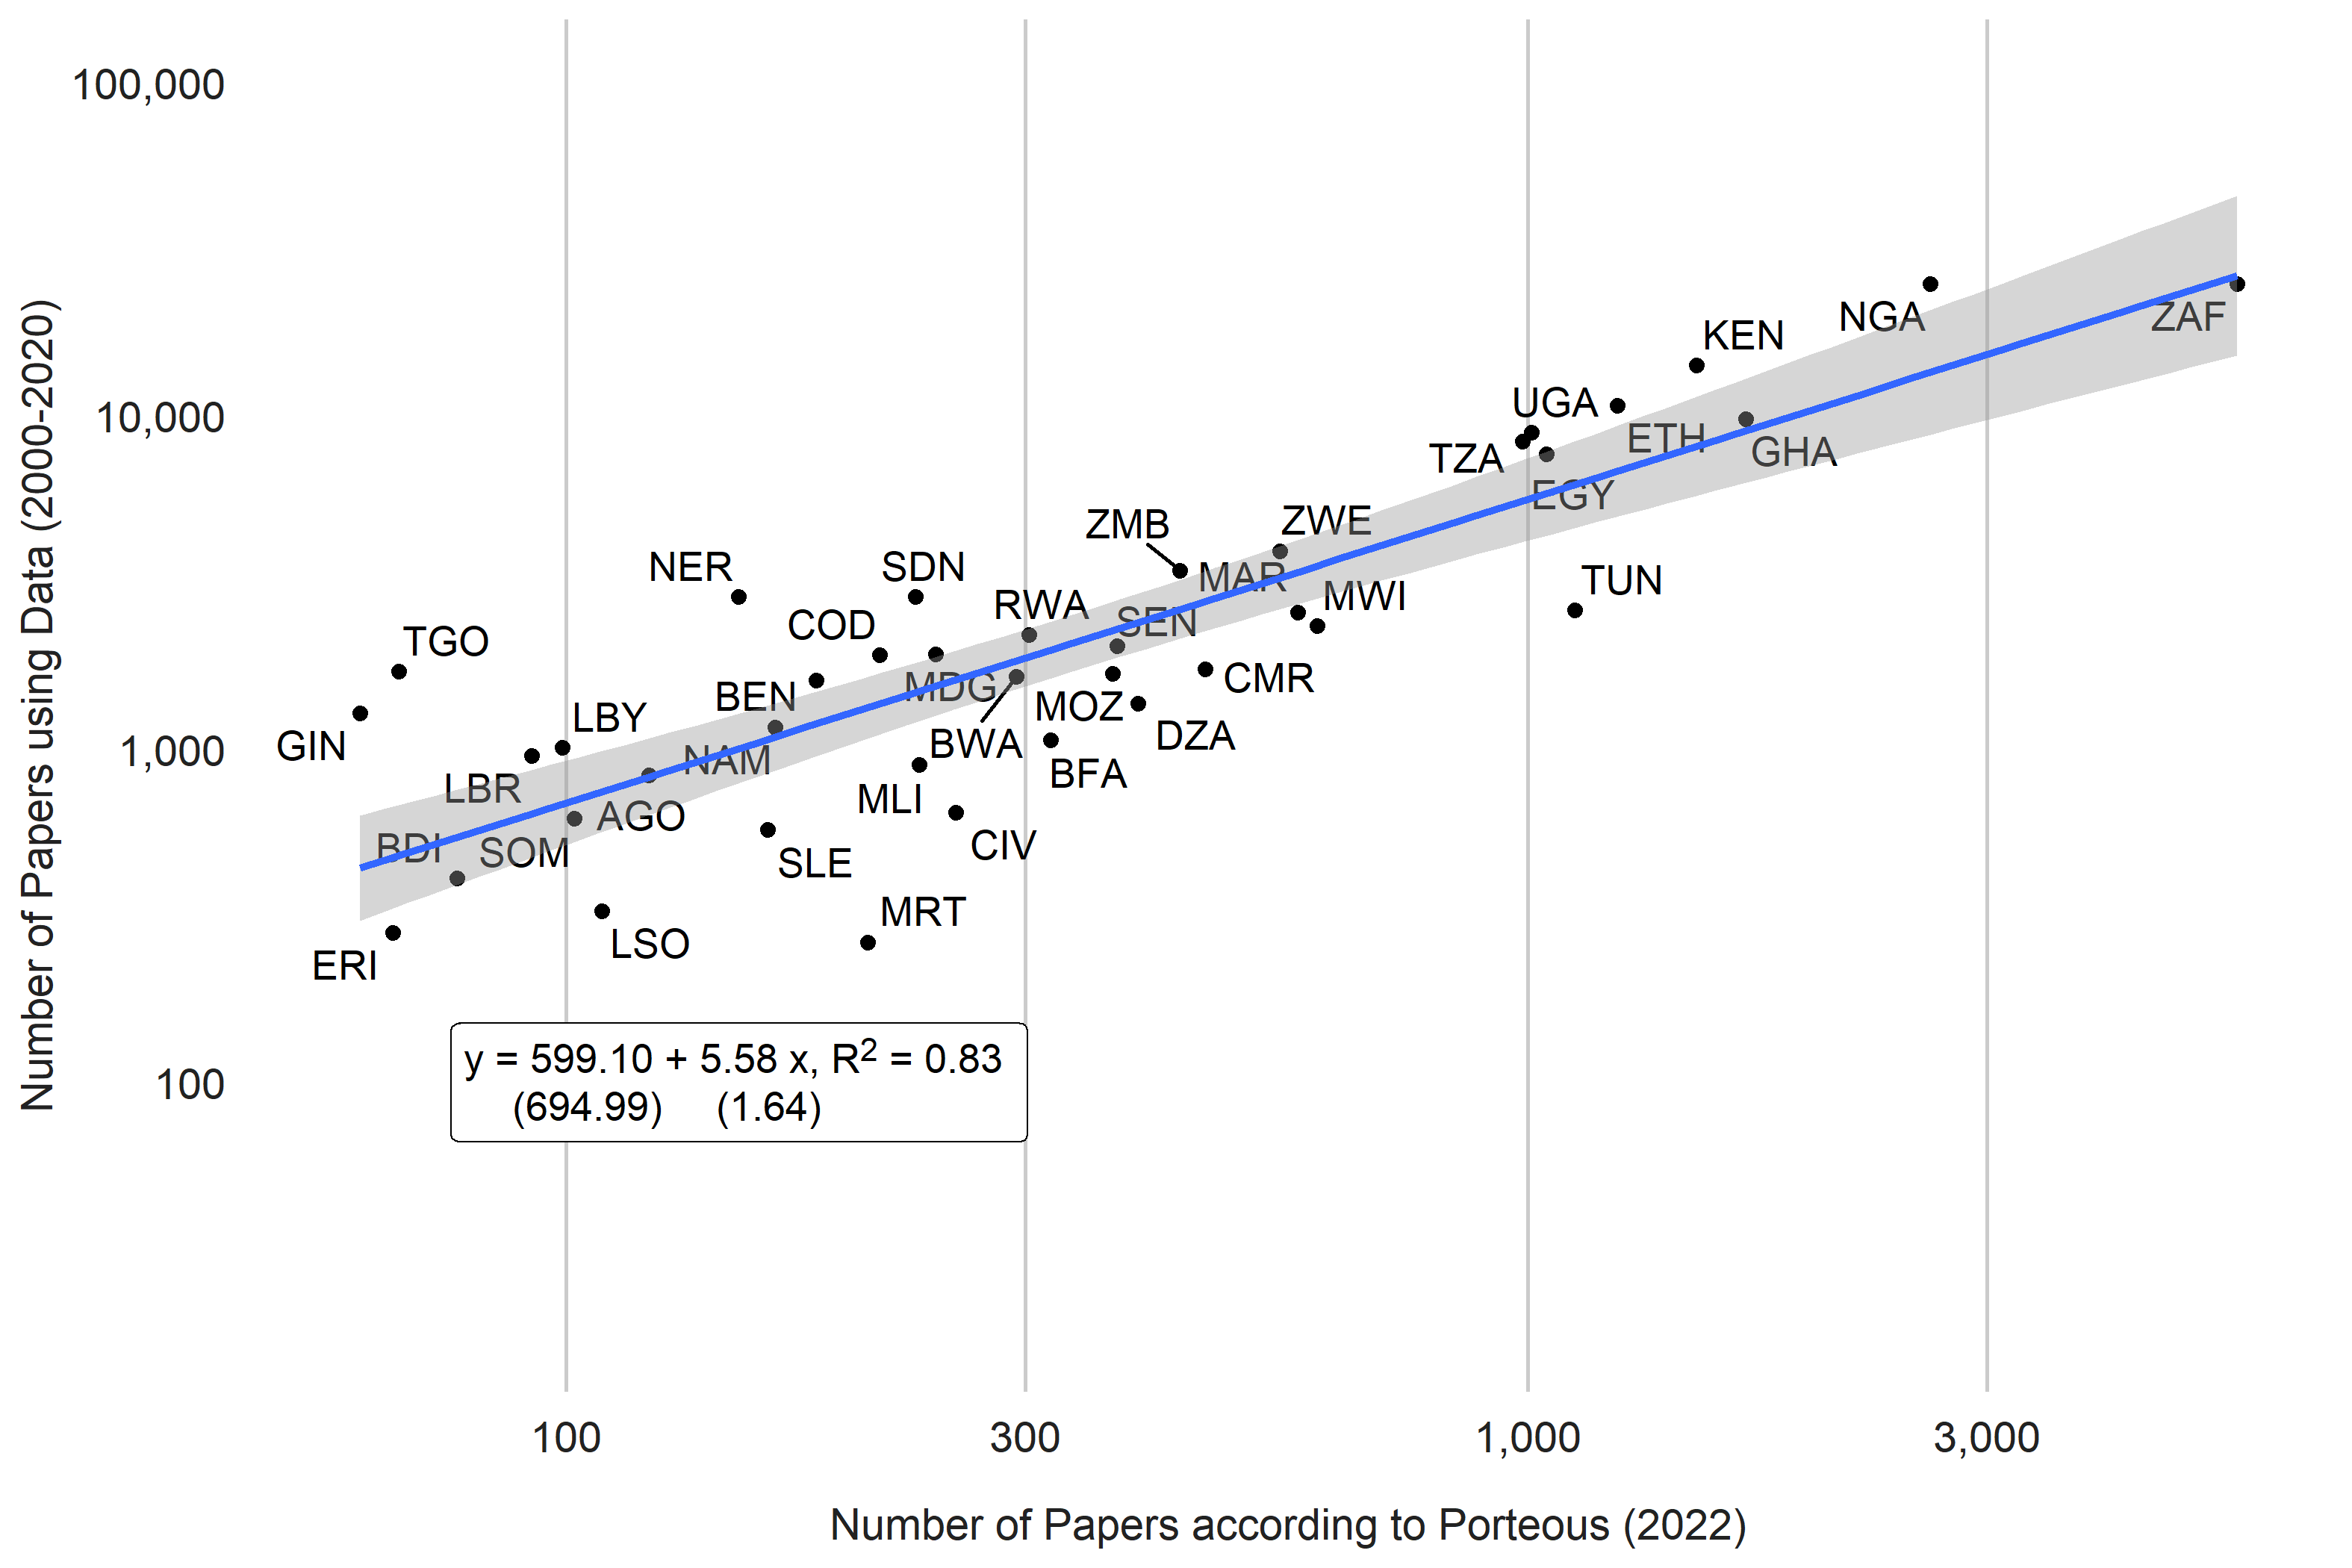 100,000
10,000
1,000
100
Number of Papers using Data (2000-2020)
NGA
ZAF
KEN
UGA
ETH
GHA
TZA
EGY
ZMB
ZWE
NER
SDN
MAR
TUN
MWI
RWA
COD
SEN
TGO
CMR
MDG
BEN
MOZ
LBY
DZA
GIN
BWA
NAM
BFA
LBR
MLI
AGO
CIV
BDI
SOM
SLE
MRT
LSO
ERI
y = 599.10 + 5.58 x, R² = 0.83
(694.99) (1.64)
100 300 1,000 3,000
Number of Papers according to Porteous (2022)